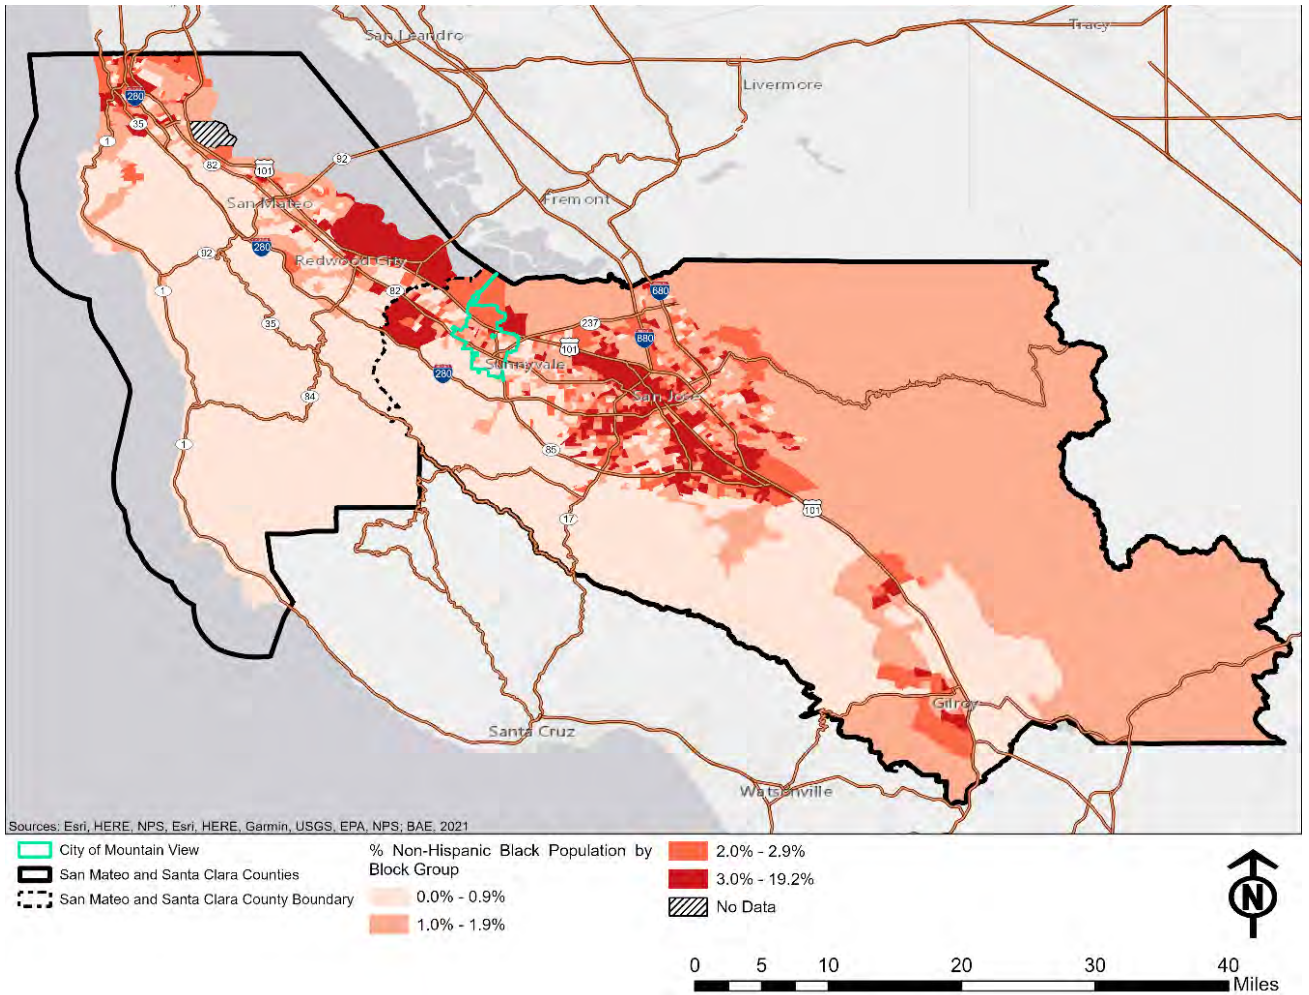 San Leandro
Tracy
Livermore
280
35
1
82
101
92
San Mateo
Fremont
92
280
Redwood City
82
1
35
680
237
880
101
Sunnyvale
280
84
San Jose
1
85
101
17
Gilroy
Santa Cruz
Watsonville
Sources: Esri, HERE, NPS, Esri, HERE, Garmin, USGS, EPA, NPS; BAE, 2021
City of Mountain View
San Mateo and Santa Clara Counties
San Mateo and Santa Clara County Boundary
% Non-Hispanic Black Population by
Block Group
0.0% - 0.9%
1.0% - 1.9%
2.0% - 2.9%
3.0% - 19.2%
No Data
N
0 5 10 20 30 40
Miles